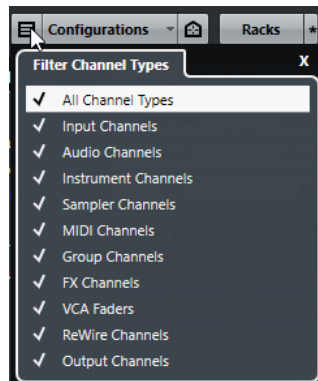 Configurations Racks *
Filter Channel Types X
All Channel Types
Input Channels
Audio Channels
Instrument Channels
Sampler Channels
MIDI Channels
Group Channels
FX Channels
VCA Faders
ReWire Channels
Output Channels